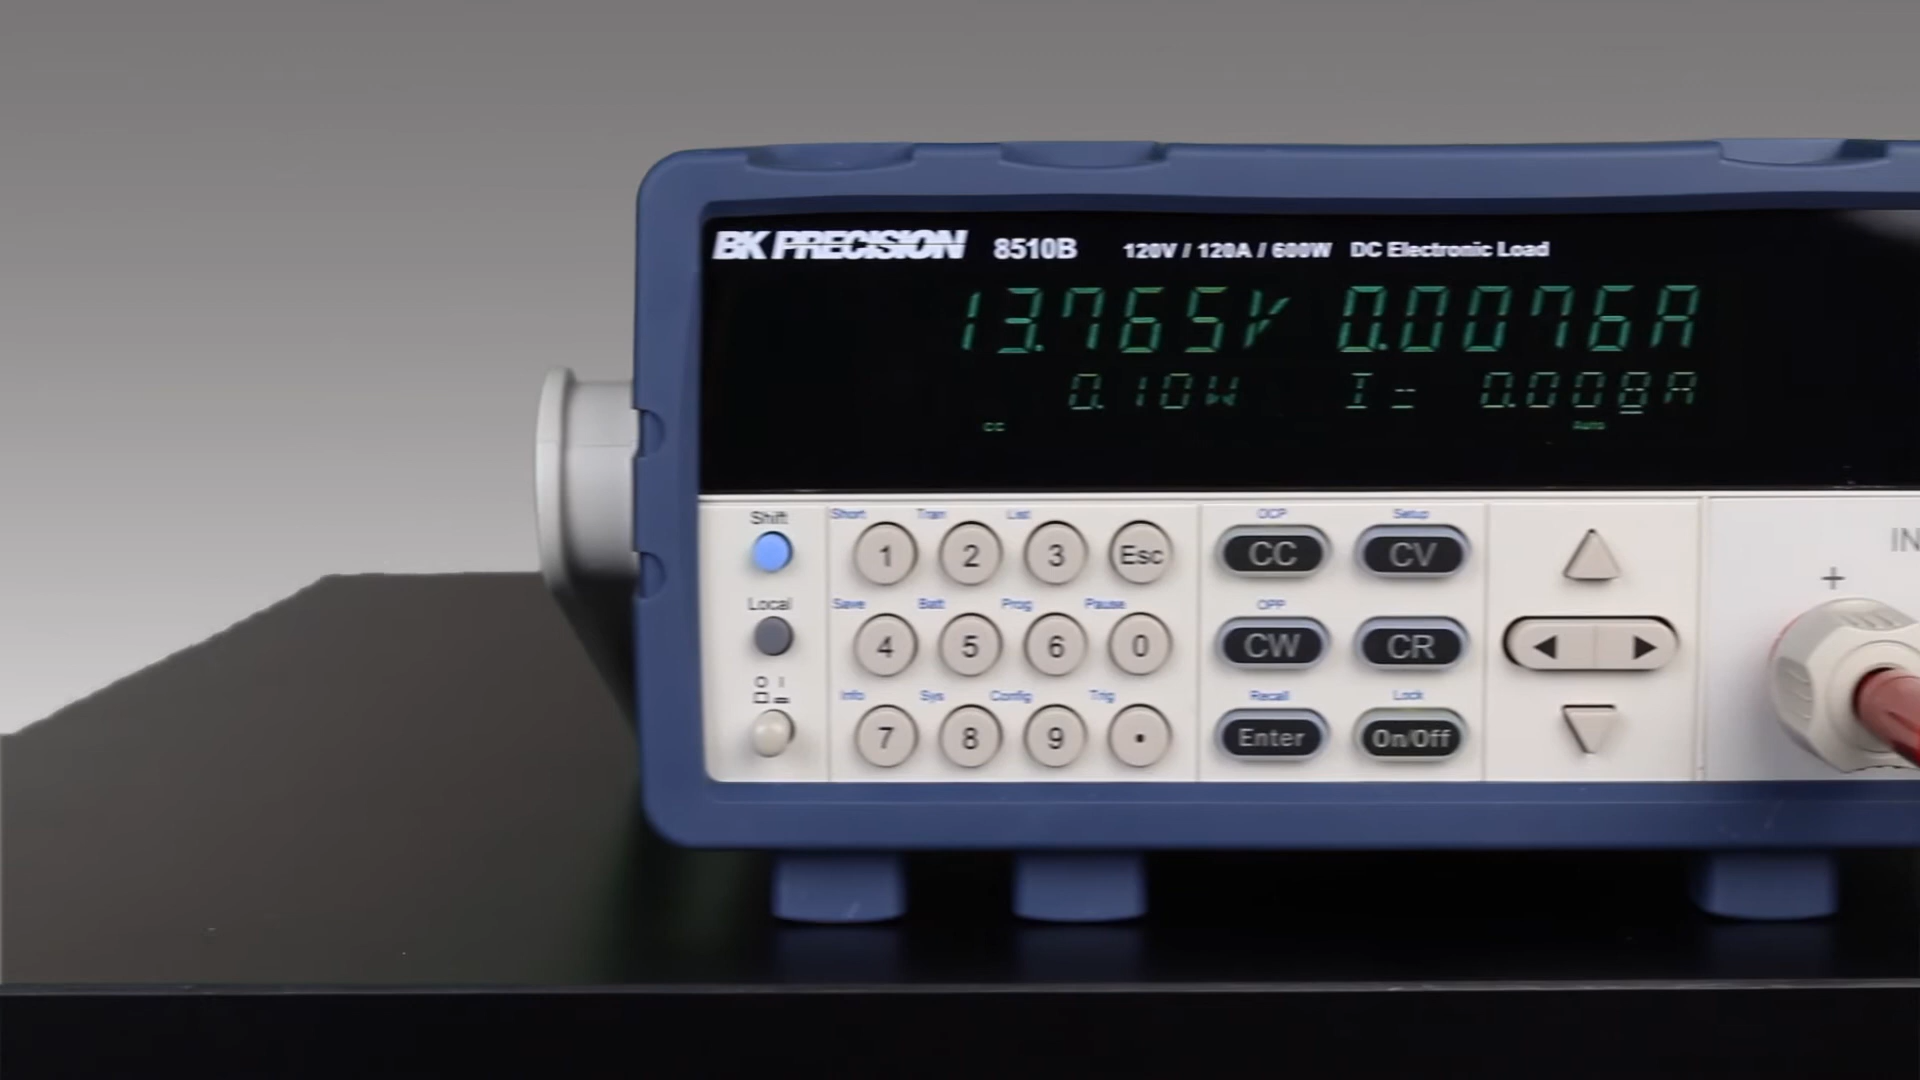 BK PRECISION 8510B 120V / 120A / 600W DC Electronic Load
13.765V 0.0076A
0.10W I = 0.008A
CC Auto
Shift Short Tran List OCP Setup
1 2 3 Esc CC CV
IN
+
Local Save Batt Prog Pause OPP
4 5 6 0 CW CR
O I
Info Sys Config Trig Recall Lock
7 8 9 . Enter On/Off